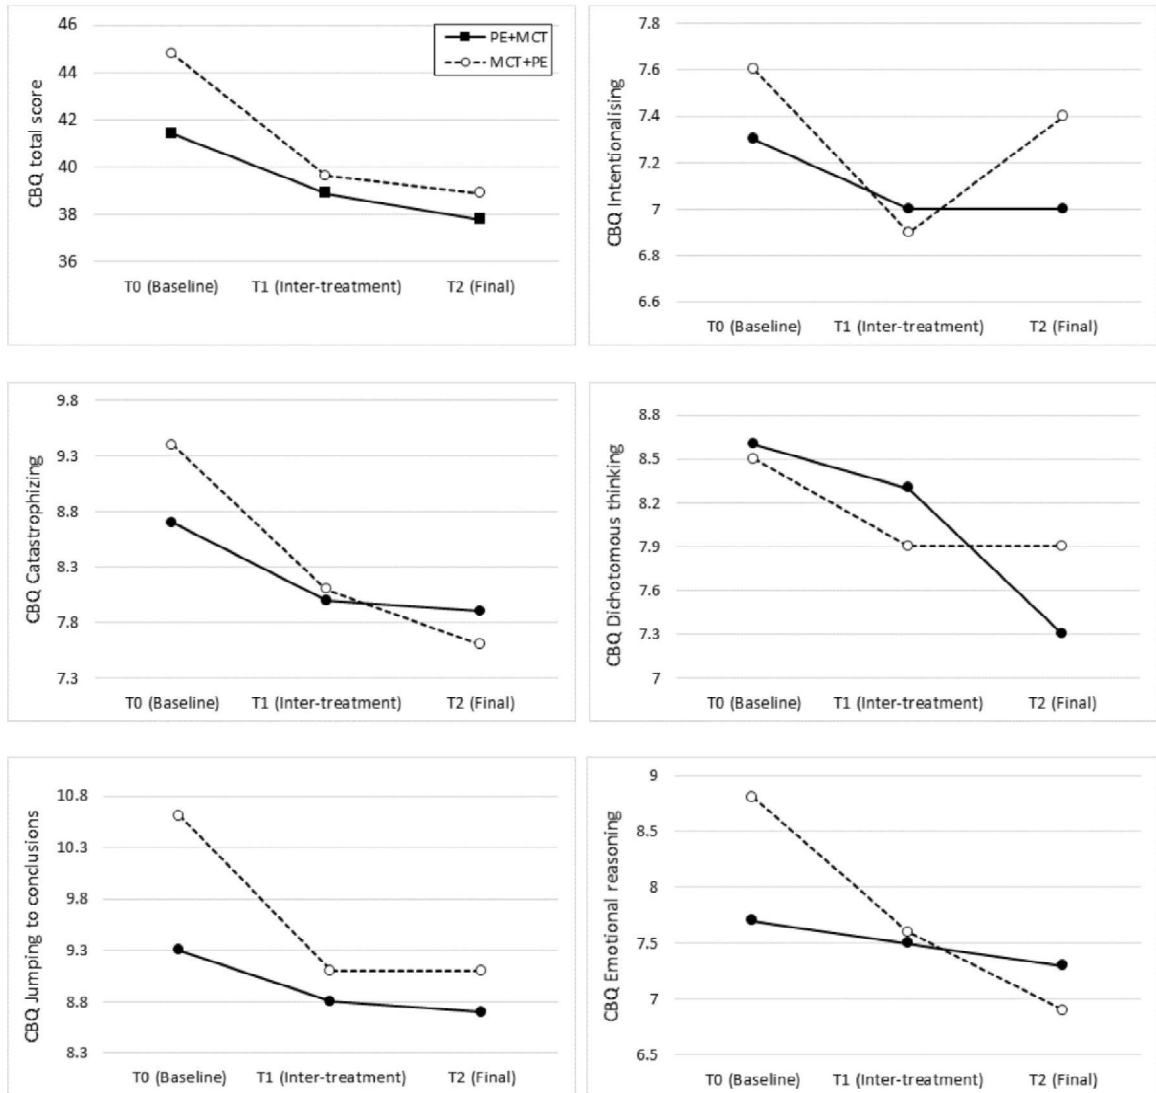 CBQ total score
46
44
42
40
38
36
PE+MCT
MCT+PE
T0 (Baseline) T1 (Inter-treatment) T2 (Final)
CBQ Intentionalising
7.8
7.6
7.4
7.2
7
6.8
6.6
T0 (Baseline) T1 (Inter-treatment) T2 (Final)
CBQ Catastrophizing
9.8
9.3
8.8
8.3
7.8
7.3
T0 (Baseline) T1 (Inter-treatment) T2 (Final)
CBQ Dichotomous thinking
8.8
8.5
8.2
7.9
7.6
7.3
7
T0 (Baseline) T1 (Inter-treatment) T2 (Final)
CBQ Jumping to conclusions
10.8
10.3
9.8
9.3
8.8
8.3
T0 (Baseline) T1 (Inter-treatment) T2 (Final)
CBQ Emotional reasoning
9
8.5
8
7.5
7
6.5
T0 (Baseline) T1 (Inter-treatment) T2 (Final)